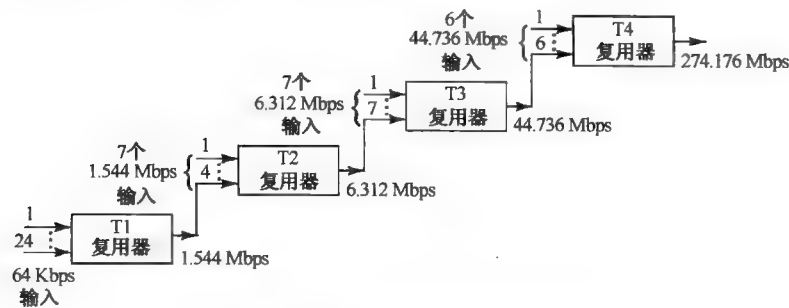 6个
44.736 Mbps
输入
1
6
T4
复用器
274.176 Mbps
7个
6.312 Mbps
输入
1
7
T3
复用器
44.736 Mbps
7个
1.544 Mbps
输入
1
4
T2
复用器
6.312 Mbps
1
24
64 Kbps
输入
T1
复用器
1.544 Mbps